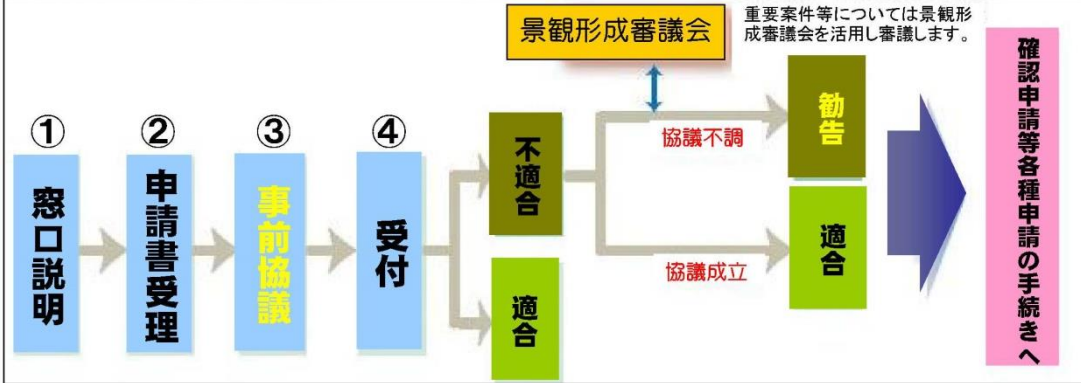 景観形成審議会
重要案件等については景観形
成審議会を活用し審議します。
①
窓口説明
②
申請書受理
③
事前協議
④
受付
不適合
適合
協議不調
協議成立
勧告
適合
確認申請等各種申請の手続きへ